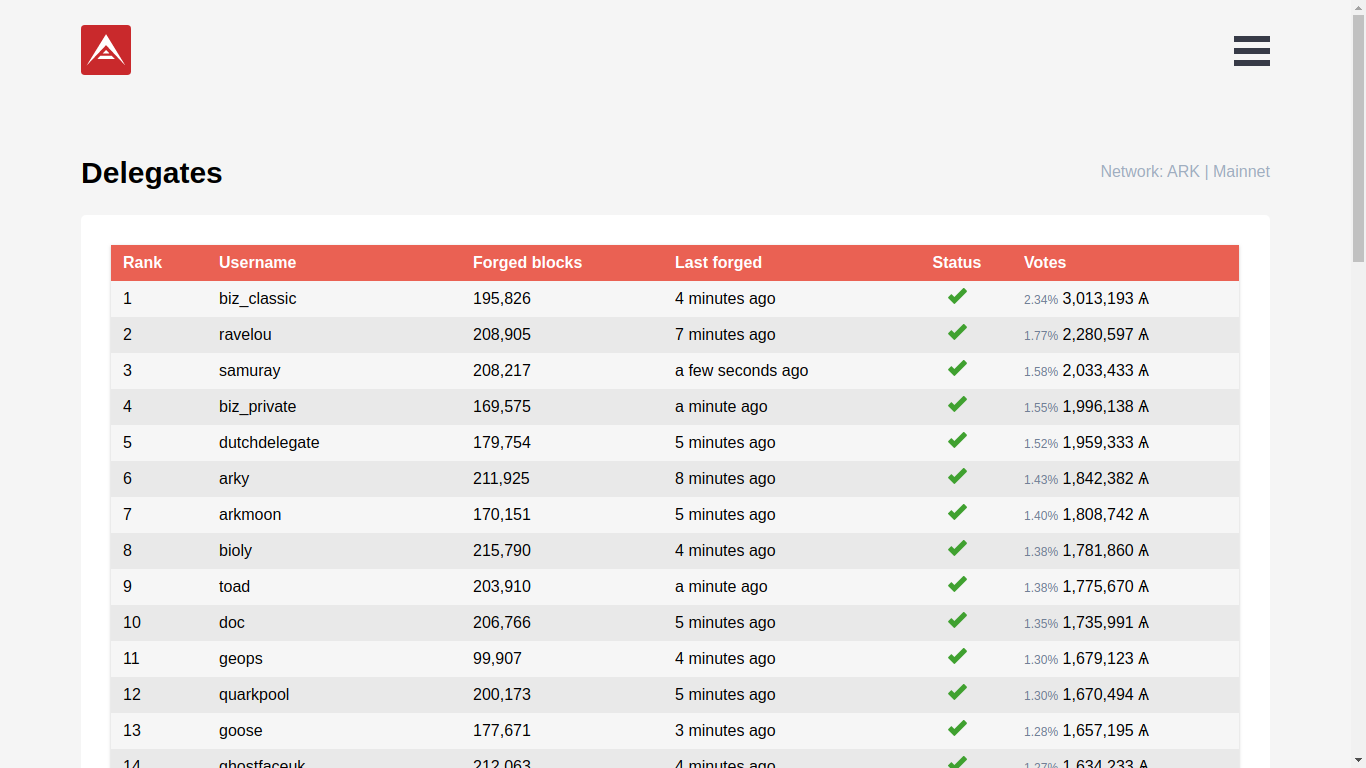 Delegates
Network: ARK | Mainnet
Rank Username Forged blocks Last forged Status Votes
1 biz_classic 195,826 4 minutes ago 2.34% 3,013,193 Ѧ
2 ravelou 208,905 7 minutes ago 1.77% 2,280,597 Ѧ
3 samuray 208,217 a few seconds ago 1.58% 2,033,433 Ѧ
4 biz_private 169,575 a minute ago 1.55% 1,996,138 Ѧ
5 dutchdelegate 179,754 5 minutes ago 1.52% 1,959,333 Ѧ
6 arky 211,925 8 minutes ago 1.43% 1,842,382 Ѧ
7 arkmoon 170,151 5 minutes ago 1.40% 1,808,742 Ѧ
8 bioly 215,790 4 minutes ago 1.38% 1,781,860 Ѧ
9 toad 203,910 a minute ago 1.38% 1,775,670 Ѧ
10 doc 206,766 5 minutes ago 1.35% 1,735,991 Ѧ
11 geops 99,907 4 minutes ago 1.30% 1,679,123 Ѧ
12 quarkpool 200,173 5 minutes ago 1.30% 1,670,494 Ѧ
13 goose 177,671 3 minutes ago 1.28% 1,657,195 Ѧ
14 ghostfaceuk 212,063 4 minutes ago 1.27% 1,634,233 Ѧ